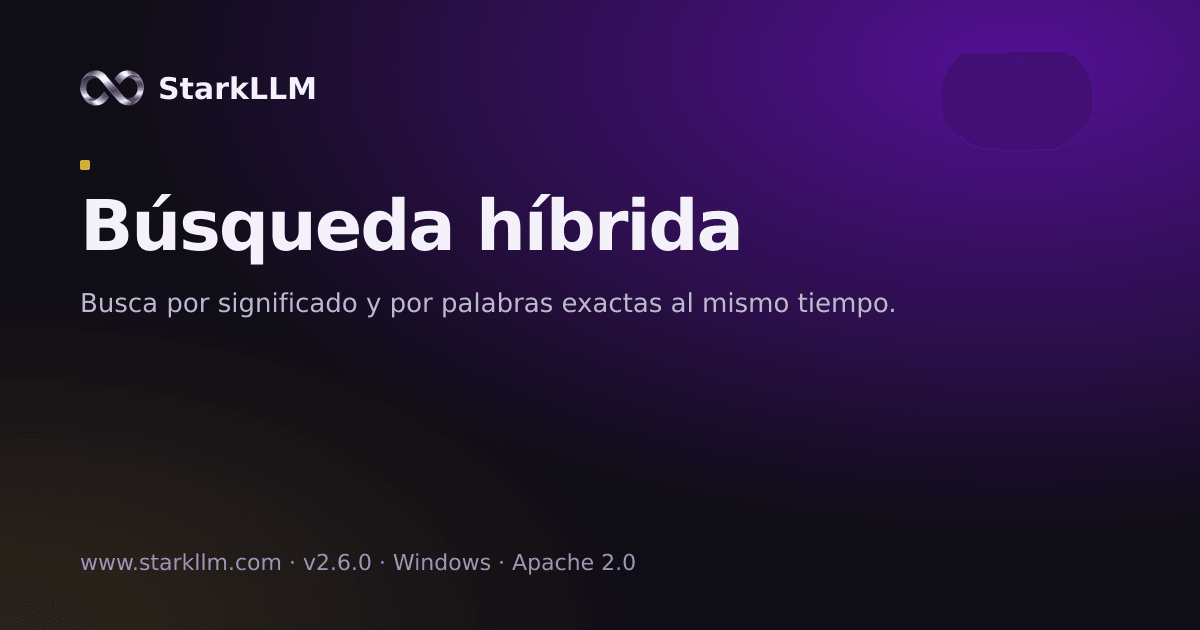 StarkLLM
Búsqueda híbrida
Busca por significado y por palabras exactas al mismo tiempo.
www.starkllm.com · v2.6.0 · Windows · Apache 2.0